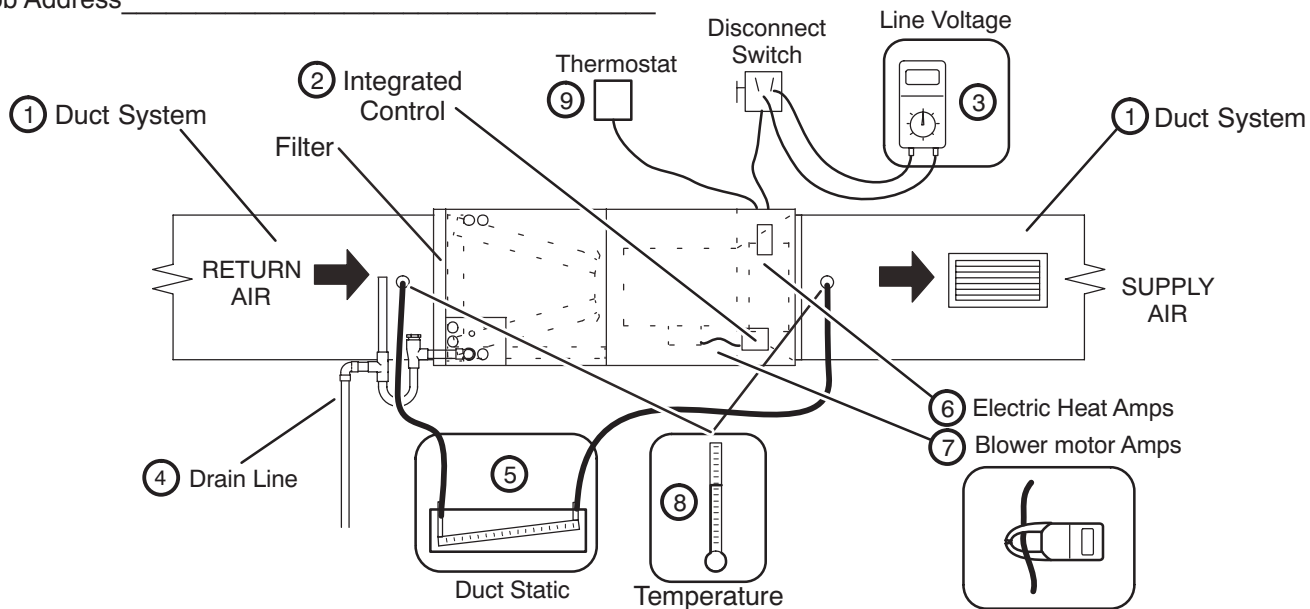 ob Address
Line Voltage
Disconnect
Switch
Thermostat
9
3
2 Integrated
Control
1 Duct System
1 Duct System
Filter
RETURN
AIR
SUPPLY
AIR
6 Electric Heat Amps
7 Blower motor Amps
4 Drain Line
5
8
Duct Static
Temperature